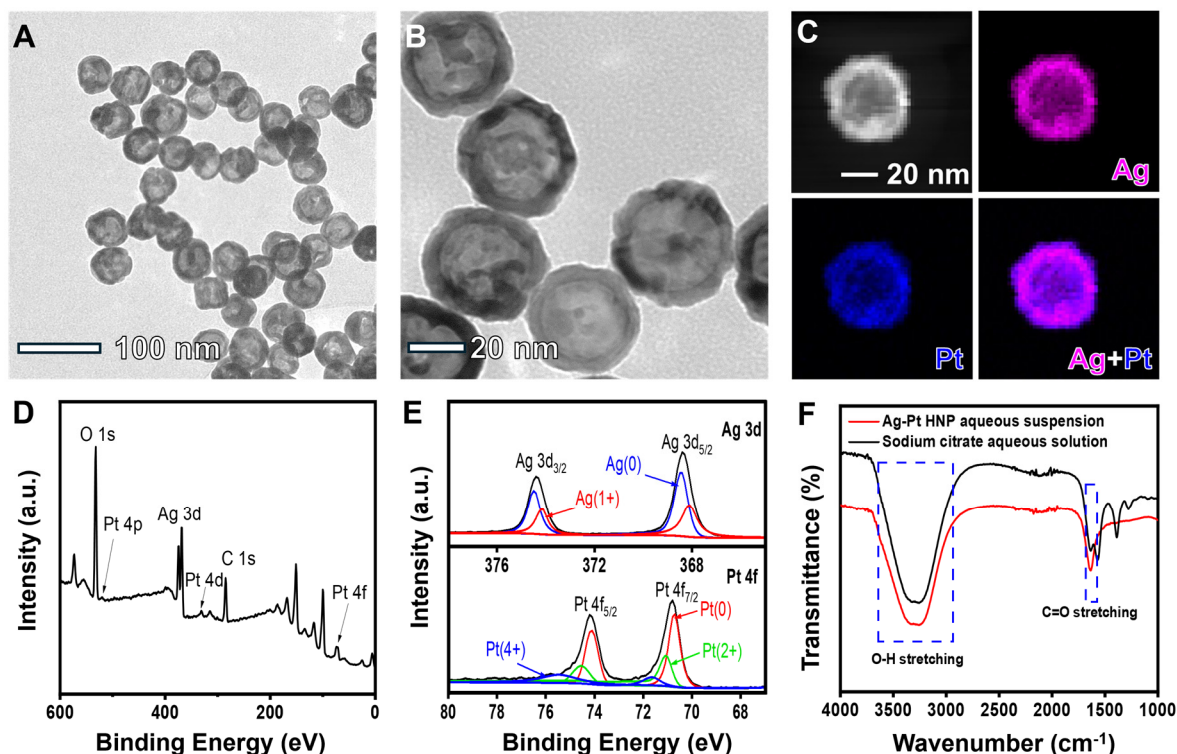 A
100 nm
B
20 nm
C
20 nm
Ag
Pt
Ag+Pt
D
O 1s
Pt 4p
Ag 3d
Pt 4d
C 1s
Pt 4f
Intensity (a.u.)
600 400 200 0
Binding Energy (eV)
E
Ag 3d
Ag 3d3/2
Ag 3d5/2
Ag(0)
Ag(1+)
376 372 368
Pt 4f
Pt 4f5/2
Pt 4f7/2
Pt(0)
Pt(4+)
Pt(2+)
Intensity (a.u.)
80 78 76 74 72 70 68
Binding Energy (eV)
F
Ag-Pt HNP aqueous suspension
Sodium citrate aqueous solution
C=O stretching
O-H stretching
Transmittance (%)
4000 3500 3000 2500 2000 1500 1000
Wavenumber (cm-1)